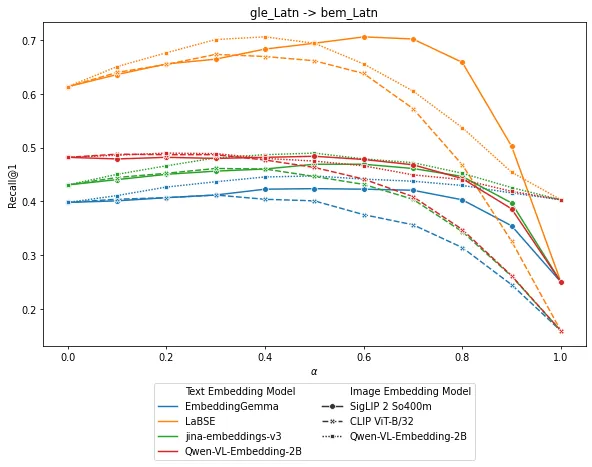 gle_Latn -> bem_Latn
Recall@1
0.7
0.6
0.5
0.4
0.3
0.2
0.0 0.2 0.4 0.6 0.8 1.0
α
Text Embedding Model Image Embedding Model
EmbeddingGemma SigLIP 2 So400m
LaBSE CLIP ViT-B/32
jina-embeddings-v3 Qwen-VL-Embedding-2B
Qwen-VL-Embedding-2B